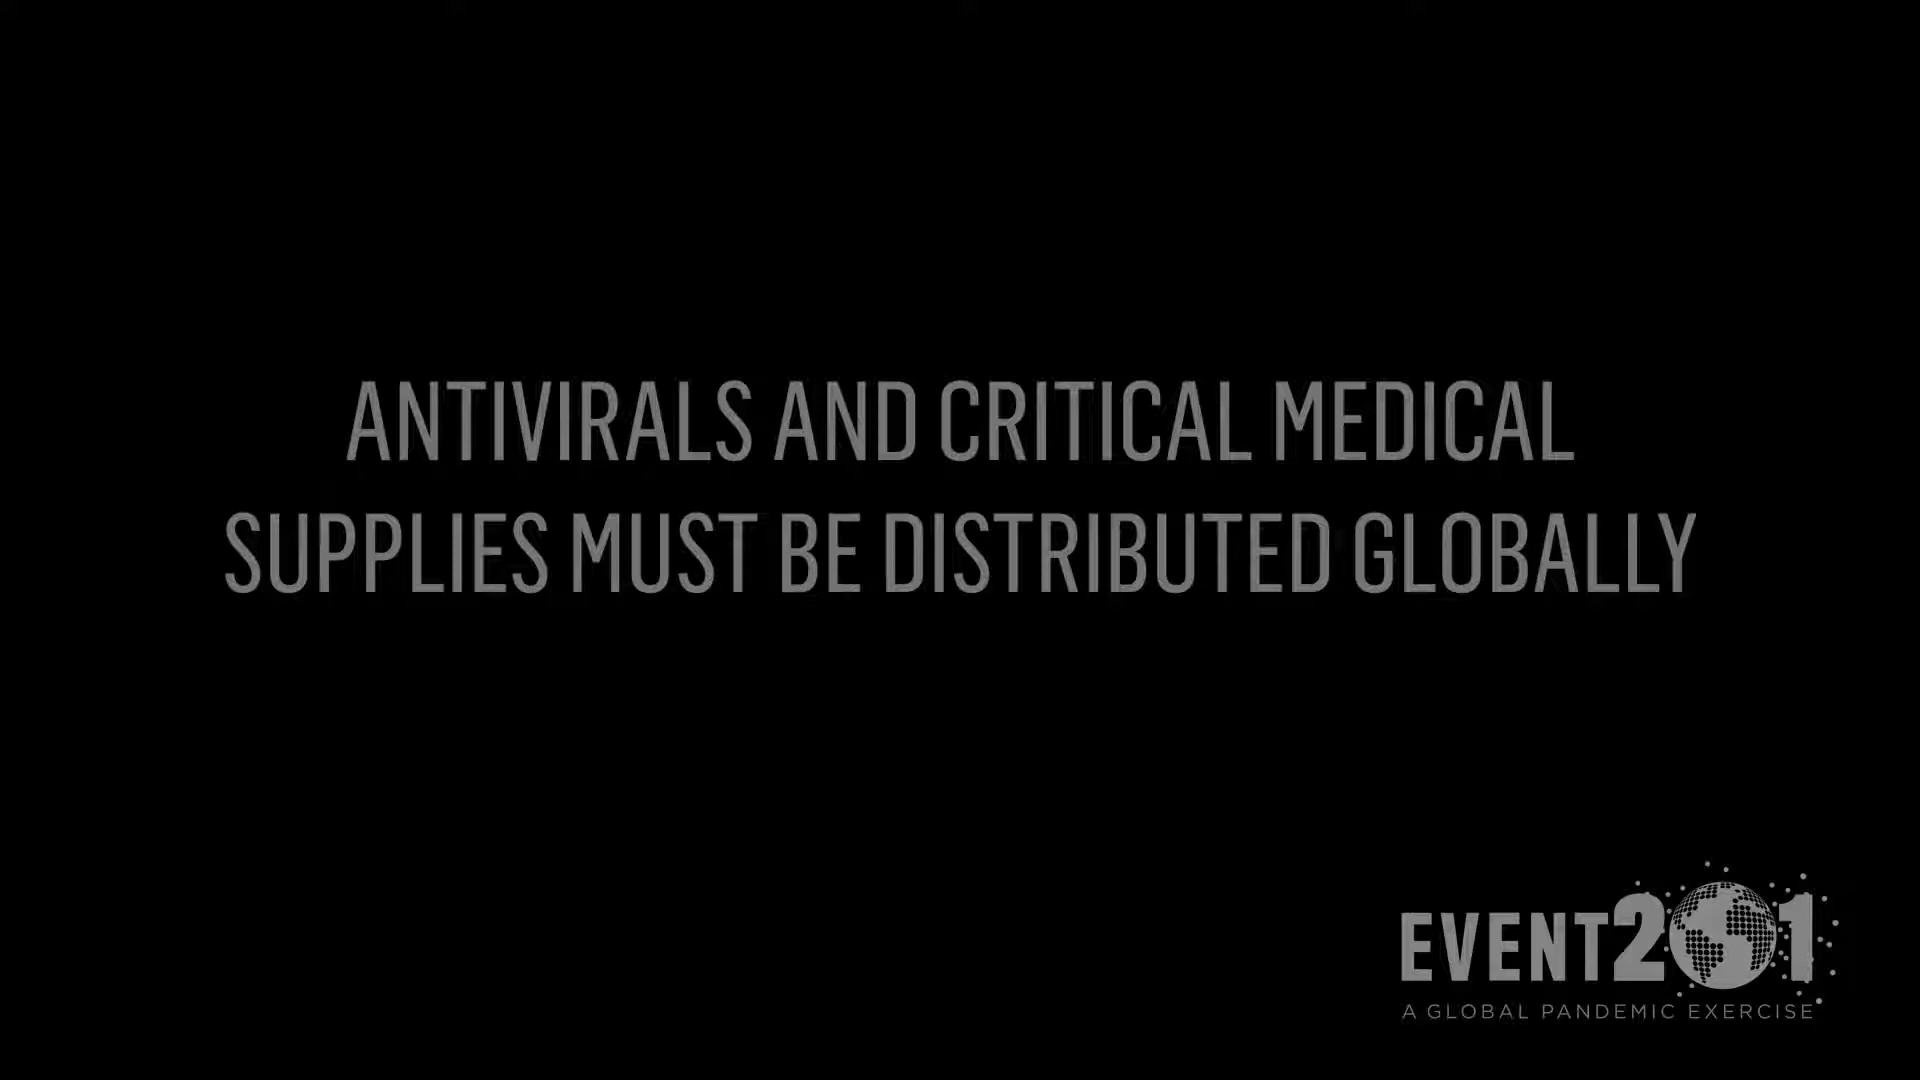 ANTIVIRALS AND CRITICAL MEDICAL
SUPPLIES MUST BE DISTRIBUTED GLOBALLY
EVENT201
A GLOBAL PANDEMIC EXERCISE